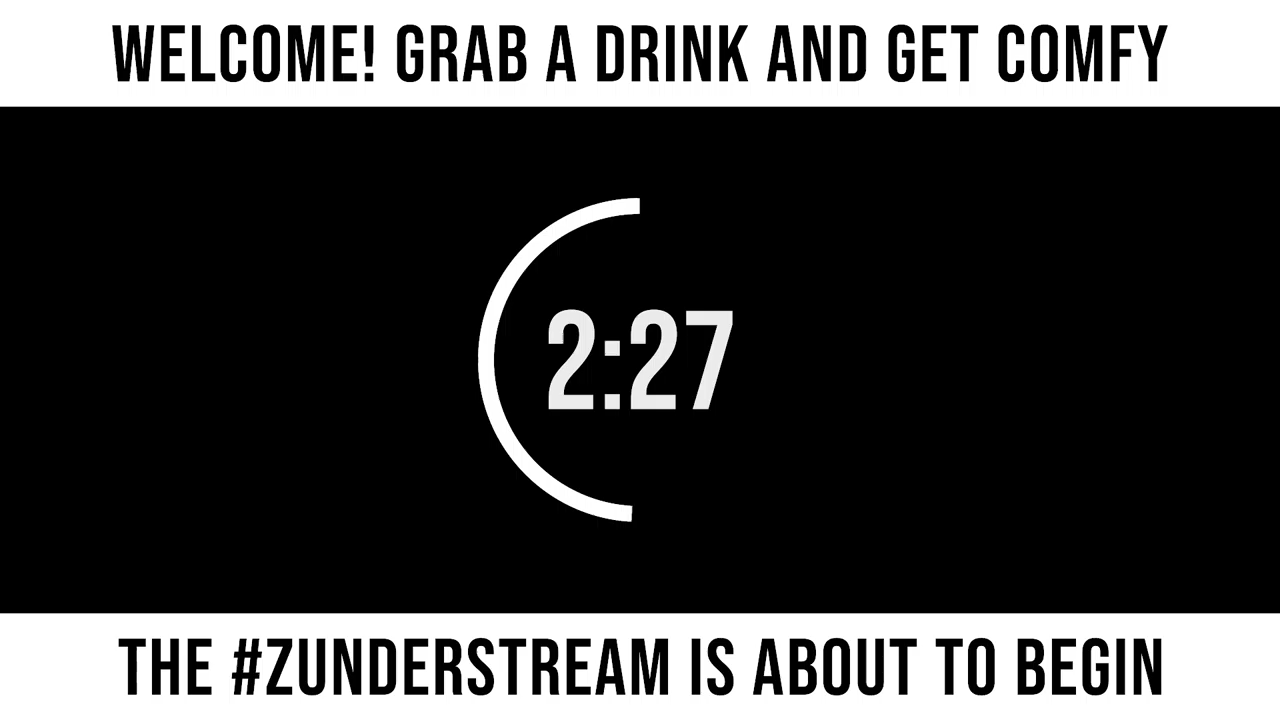 WELCOME! GRAB A DRINK AND GET COMFY
2:27
THE #ZUNDERSTREAM IS ABOUT TO BEGIN